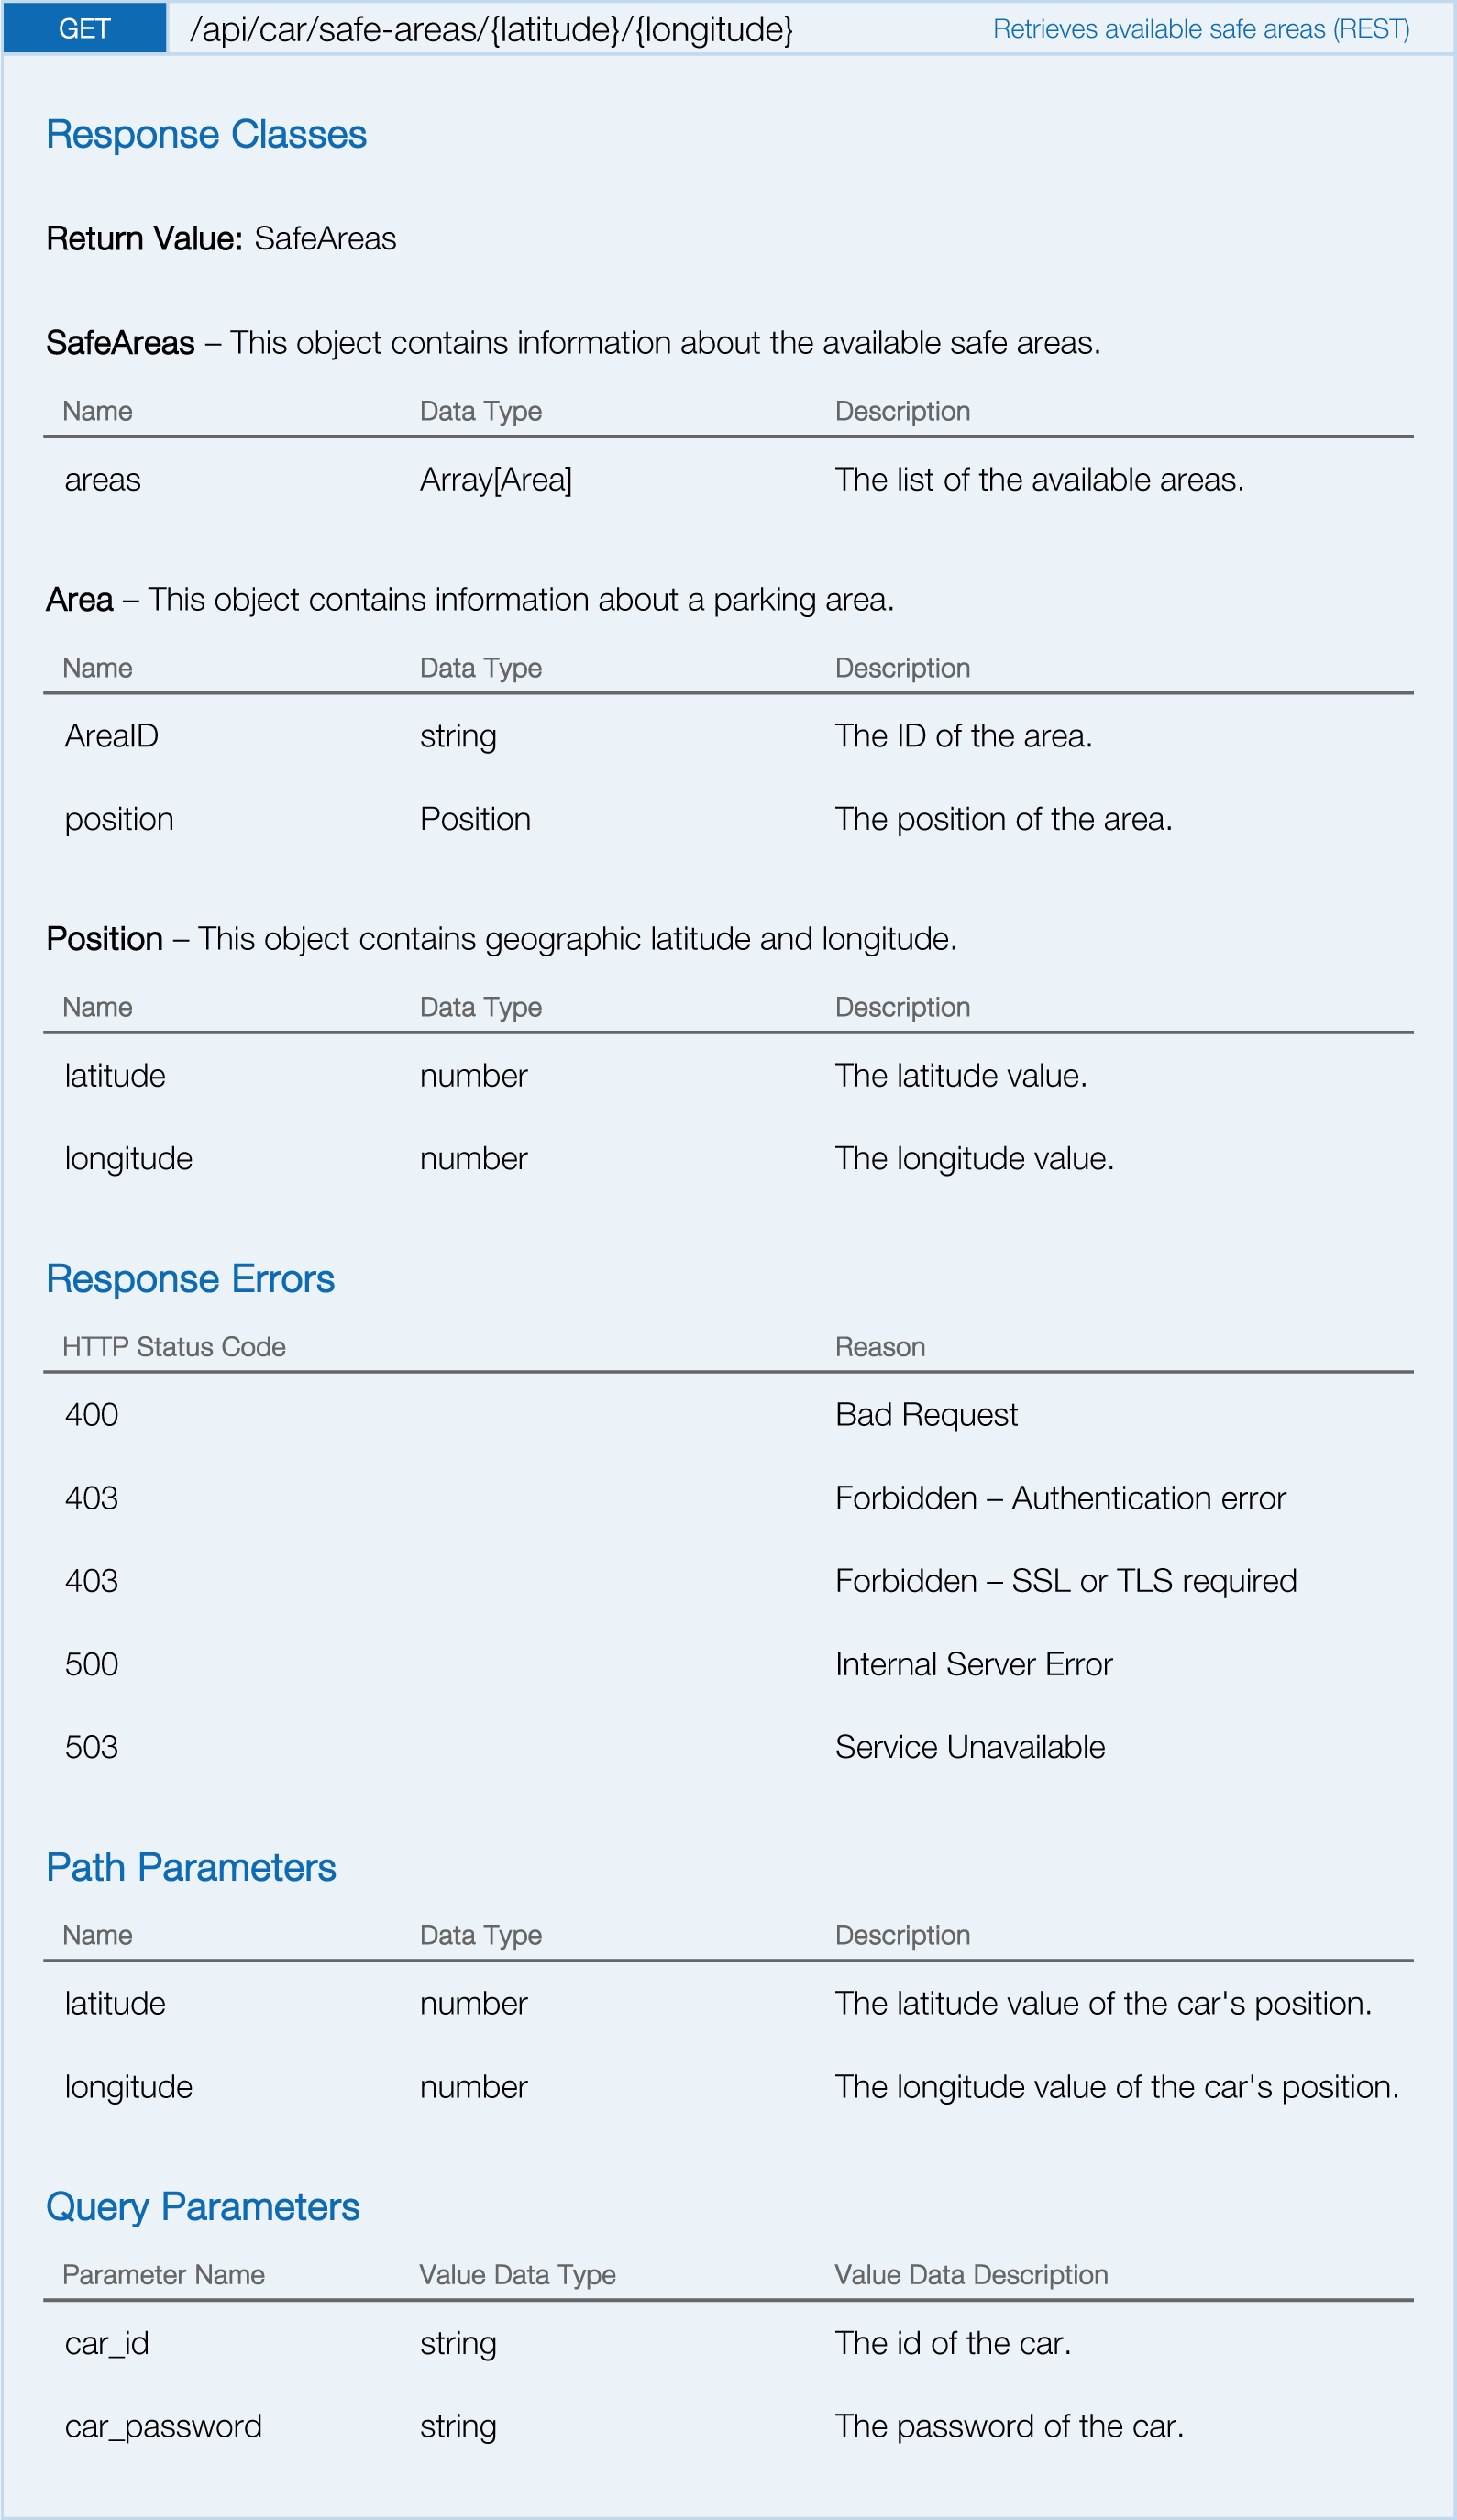 GET /api/car/safe-areas/{latitude}/{longitude} Retrieves available safe areas (REST)
Response Classes
Return Value: SafeAreas
SafeAreas – This object contains information about the available safe areas.
Name Data Type Description
areas Array[Area] The list of the available areas.
Area – This object contains information about a parking area.
Name Data Type Description
AreaID string The ID of the area.
position Position The position of the area.
Position – This object contains geographic latitude and longitude.
Name Data Type Description
latitude number The latitude value.
longitude number The longitude value.
Response Errors
HTTP Status Code Reason
400 Bad Request
403 Forbidden – Authentication error
403 Forbidden – SSL or TLS required
500 Internal Server Error
503 Service Unavailable
Path Parameters
Name Data Type Description
latitude number The latitude value of the car's position.
longitude number The longitude value of the car's position.
Query Parameters
Parameter Name Value Data Type Value Data Description
car_id string The id of the car.
car_password string The password of the car.